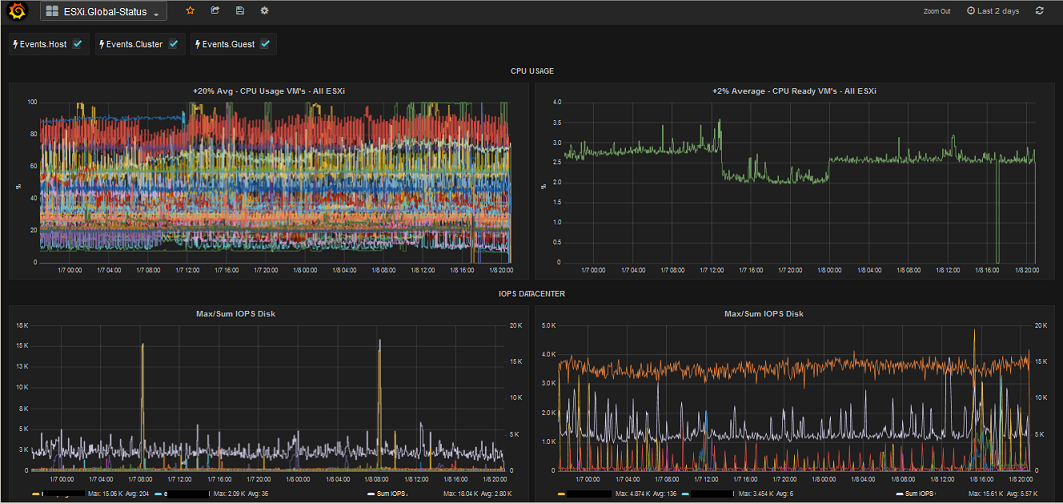 ESXi.Global-Status
Zoom Out
Last 2 days
Events.Host
Events.Cluster
Events.Guest
CPU USAGE
+20% Avg - CPU Usage VM's - All ESXi
100
80
60
40
20
0
%
1/7 00:00 1/7 04:00 1/7 08:00 1/7 12:00 1/7 16:00 1/7 20:00 1/8 00:00 1/8 04:00 1/8 08:00 1/8 12:00 1/8 16:00 1/8 20:00
+2% Average - CPU Ready VM's - All ESXi
4.0
3.5
3.0
2.5
2.0
1.5
1.0
0.5
0
%
1/7 00:00 1/7 04:00 1/7 08:00 1/7 12:00 1/7 16:00 1/7 20:00 1/8 00:00 1/8 04:00 1/8 08:00 1/8 12:00 1/8 16:00 1/8 20:00
IOPS DATACENTER
Max/Sum IOPS Disk
18 K
15 K
13 K
10 K
8 K
5 K
3 K
0
20 K
15 K
10 K
5 K
0
1/7 00:00 1/7 04:00 1/7 08:00 1/7 12:00 1/7 16:00 1/7 20:00 1/8 00:00 1/8 04:00 1/8 08:00 1/8 12:00 1/8 16:00 1/8 20:00
Max: 15.06 K Avg: 204
Max: 2.09 K Avg: 36
Sum IOPS
Max: 18.04 K Avg: 2.80 K
Max/Sum IOPS Disk
5.0 K
4.0 K
3.0 K
2.0 K
1.0 K
0
20 K
15 K
10 K
5 K
0
1/7 00:00 1/7 04:00 1/7 08:00 1/7 12:00 1/7 16:00 1/7 20:00 1/8 00:00 1/8 04:00 1/8 08:00 1/8 12:00 1/8 16:00 1/8 20:00
Max: 4.874 K Avg: 136
Max: 3.454 K Avg: 6
Sum IOPS
Max: 15.61 K Avg: 5.57 K